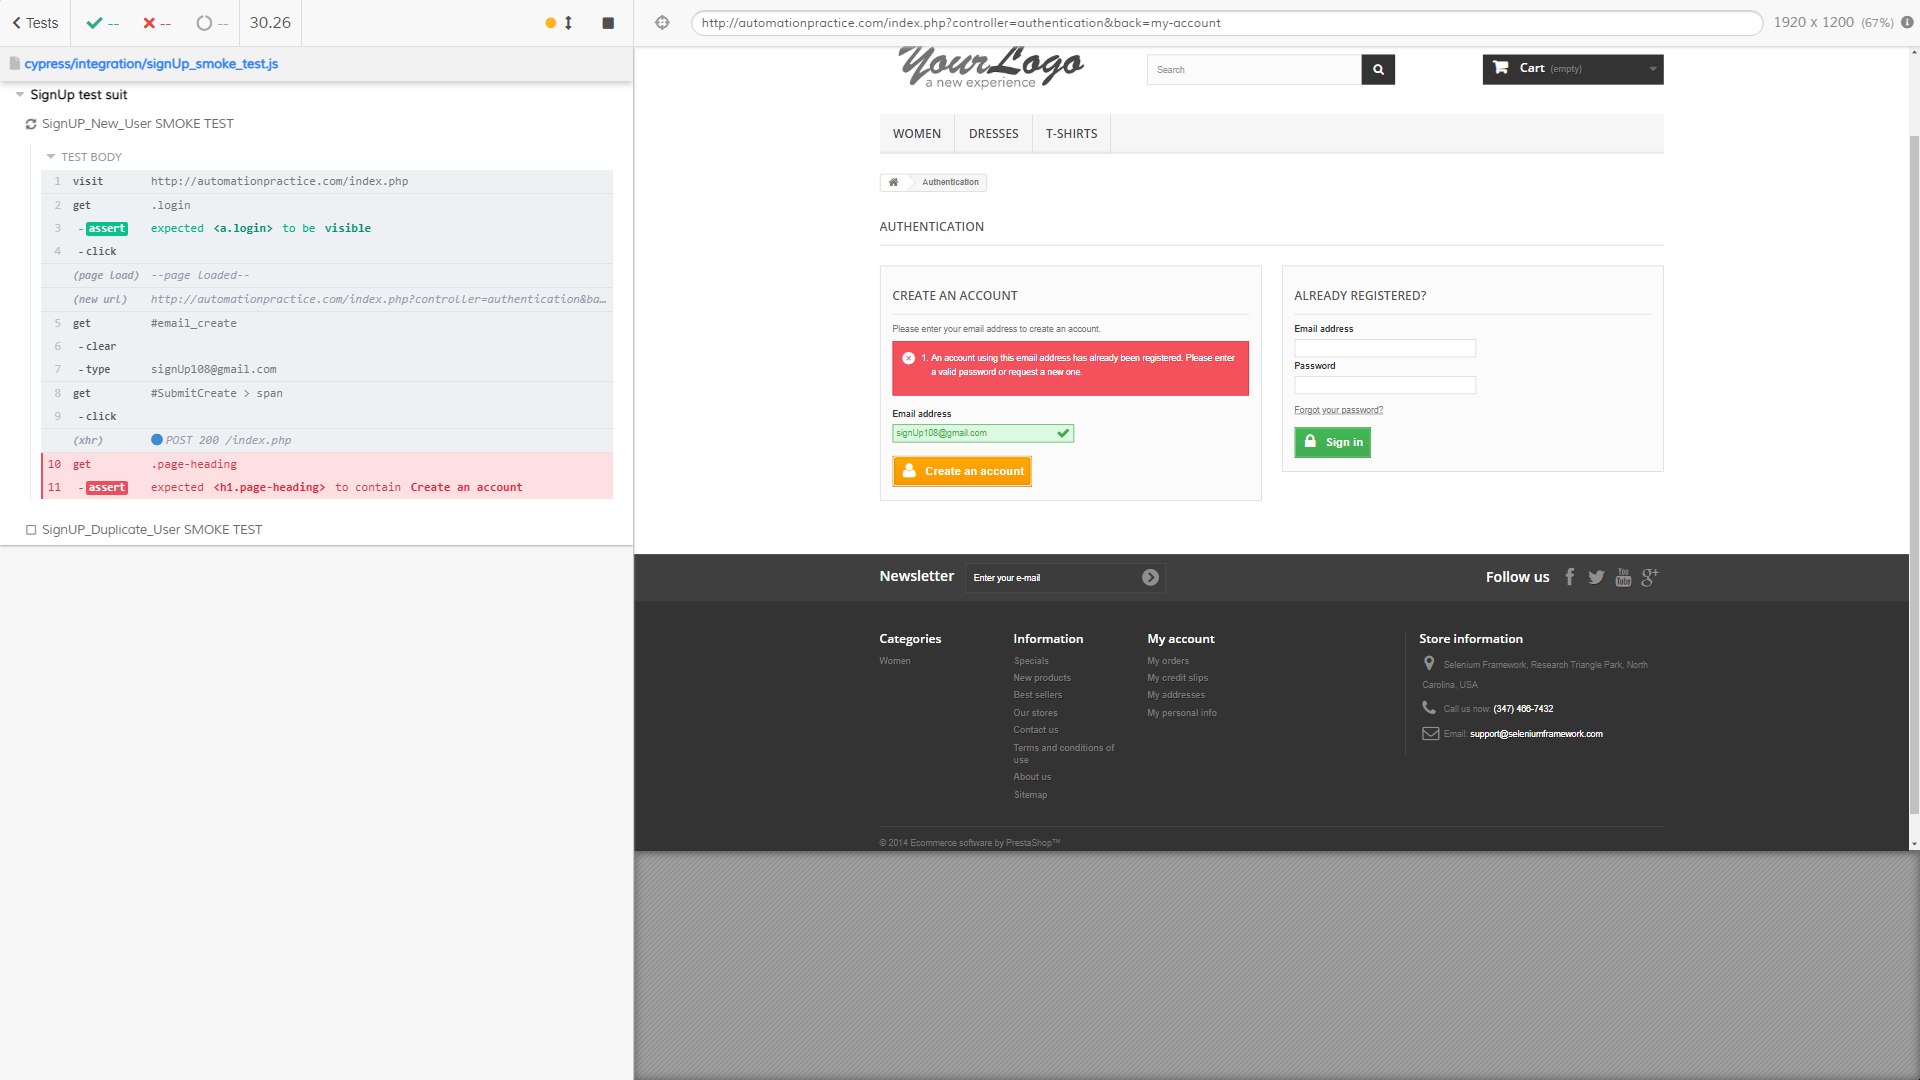 Tests
--
--
--
30.26
http://automationpractice.com/index.php?controller=authentication&back=my-account
1920 x 1200 (67%)
cypress/integration/signUp_smoke_test.js
SignUp test suit
SignUP_New_User SMOKE TEST
TEST BODY
1 visit http://automationpractice.com/index.php
2 get .login
3 - assert expected <a.login> to be visible
4 - click
(page load) --page loaded--
(new url) http://automationpractice.com/index.php?controller=authentication&ba…
5 get #email_create
6 - clear
7 - type signUp108@gmail.com
8 get #SubmitCreate > span
9 - click
(xhr) POST 200 /index.php
10 get .page-heading
11 - assert expected <h1.page-heading> to contain Create an account
SignUP_Duplicate_User SMOKE TEST
YourLogo
a new experience
Search
Cart (empty)
WOMEN DRESSES T-SHIRTS
Authentication
AUTHENTICATION
CREATE AN ACCOUNT
Please enter your email address to create an account.
1. An account using this email address has already been registered. Please enter
a valid password or request a new one.
Email address
signUp108@gmail.com
Create an account
ALREADY REGISTERED?
Email address
Password
Forgot your password?
Sign in
Newsletter
Enter your e-mail
Follow us
You
Tube
Categories
Women
Information
Specials
New products
Best sellers
Our stores
Contact us
Terms and conditions of
use
About us
Sitemap
My account
My orders
My credit slips
My addresses
My personal info
Store information
Selenium Framework, Research Triangle Park, North
Carolina, USA
Call us now: (347) 466-7432
Email: support@seleniumframework.com
© 2014 Ecommerce software by PrestaShop™